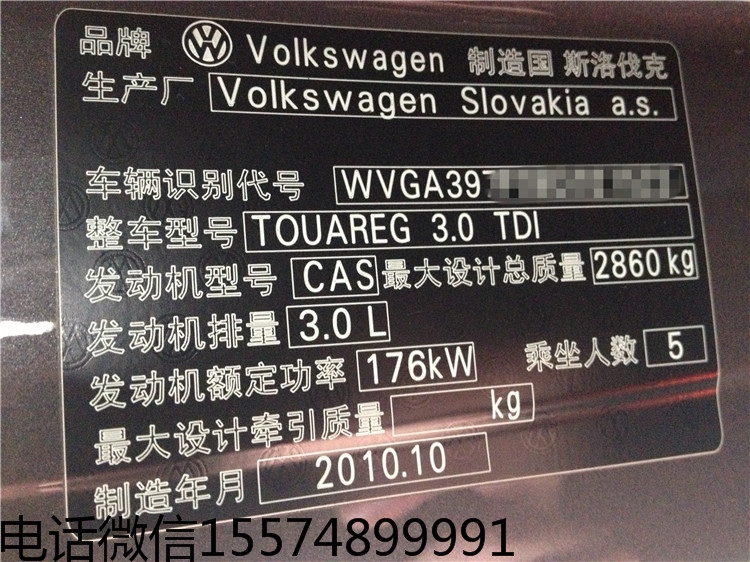 品牌 Volkswagen 制造国 斯洛伐克
生产厂 Volkswagen Slovakia a.s.
车辆识别代号 WVGA397
整车型号 TOUAREG 3.0 TDI
发动机型号 CAS 最大设计总质量 2860 kg
发动机排量 3.0 L
发动机额定功率 176kW 乘坐人数 5
最大设计牵引质量 kg
制造年月 2010.10
电话微信15574899991